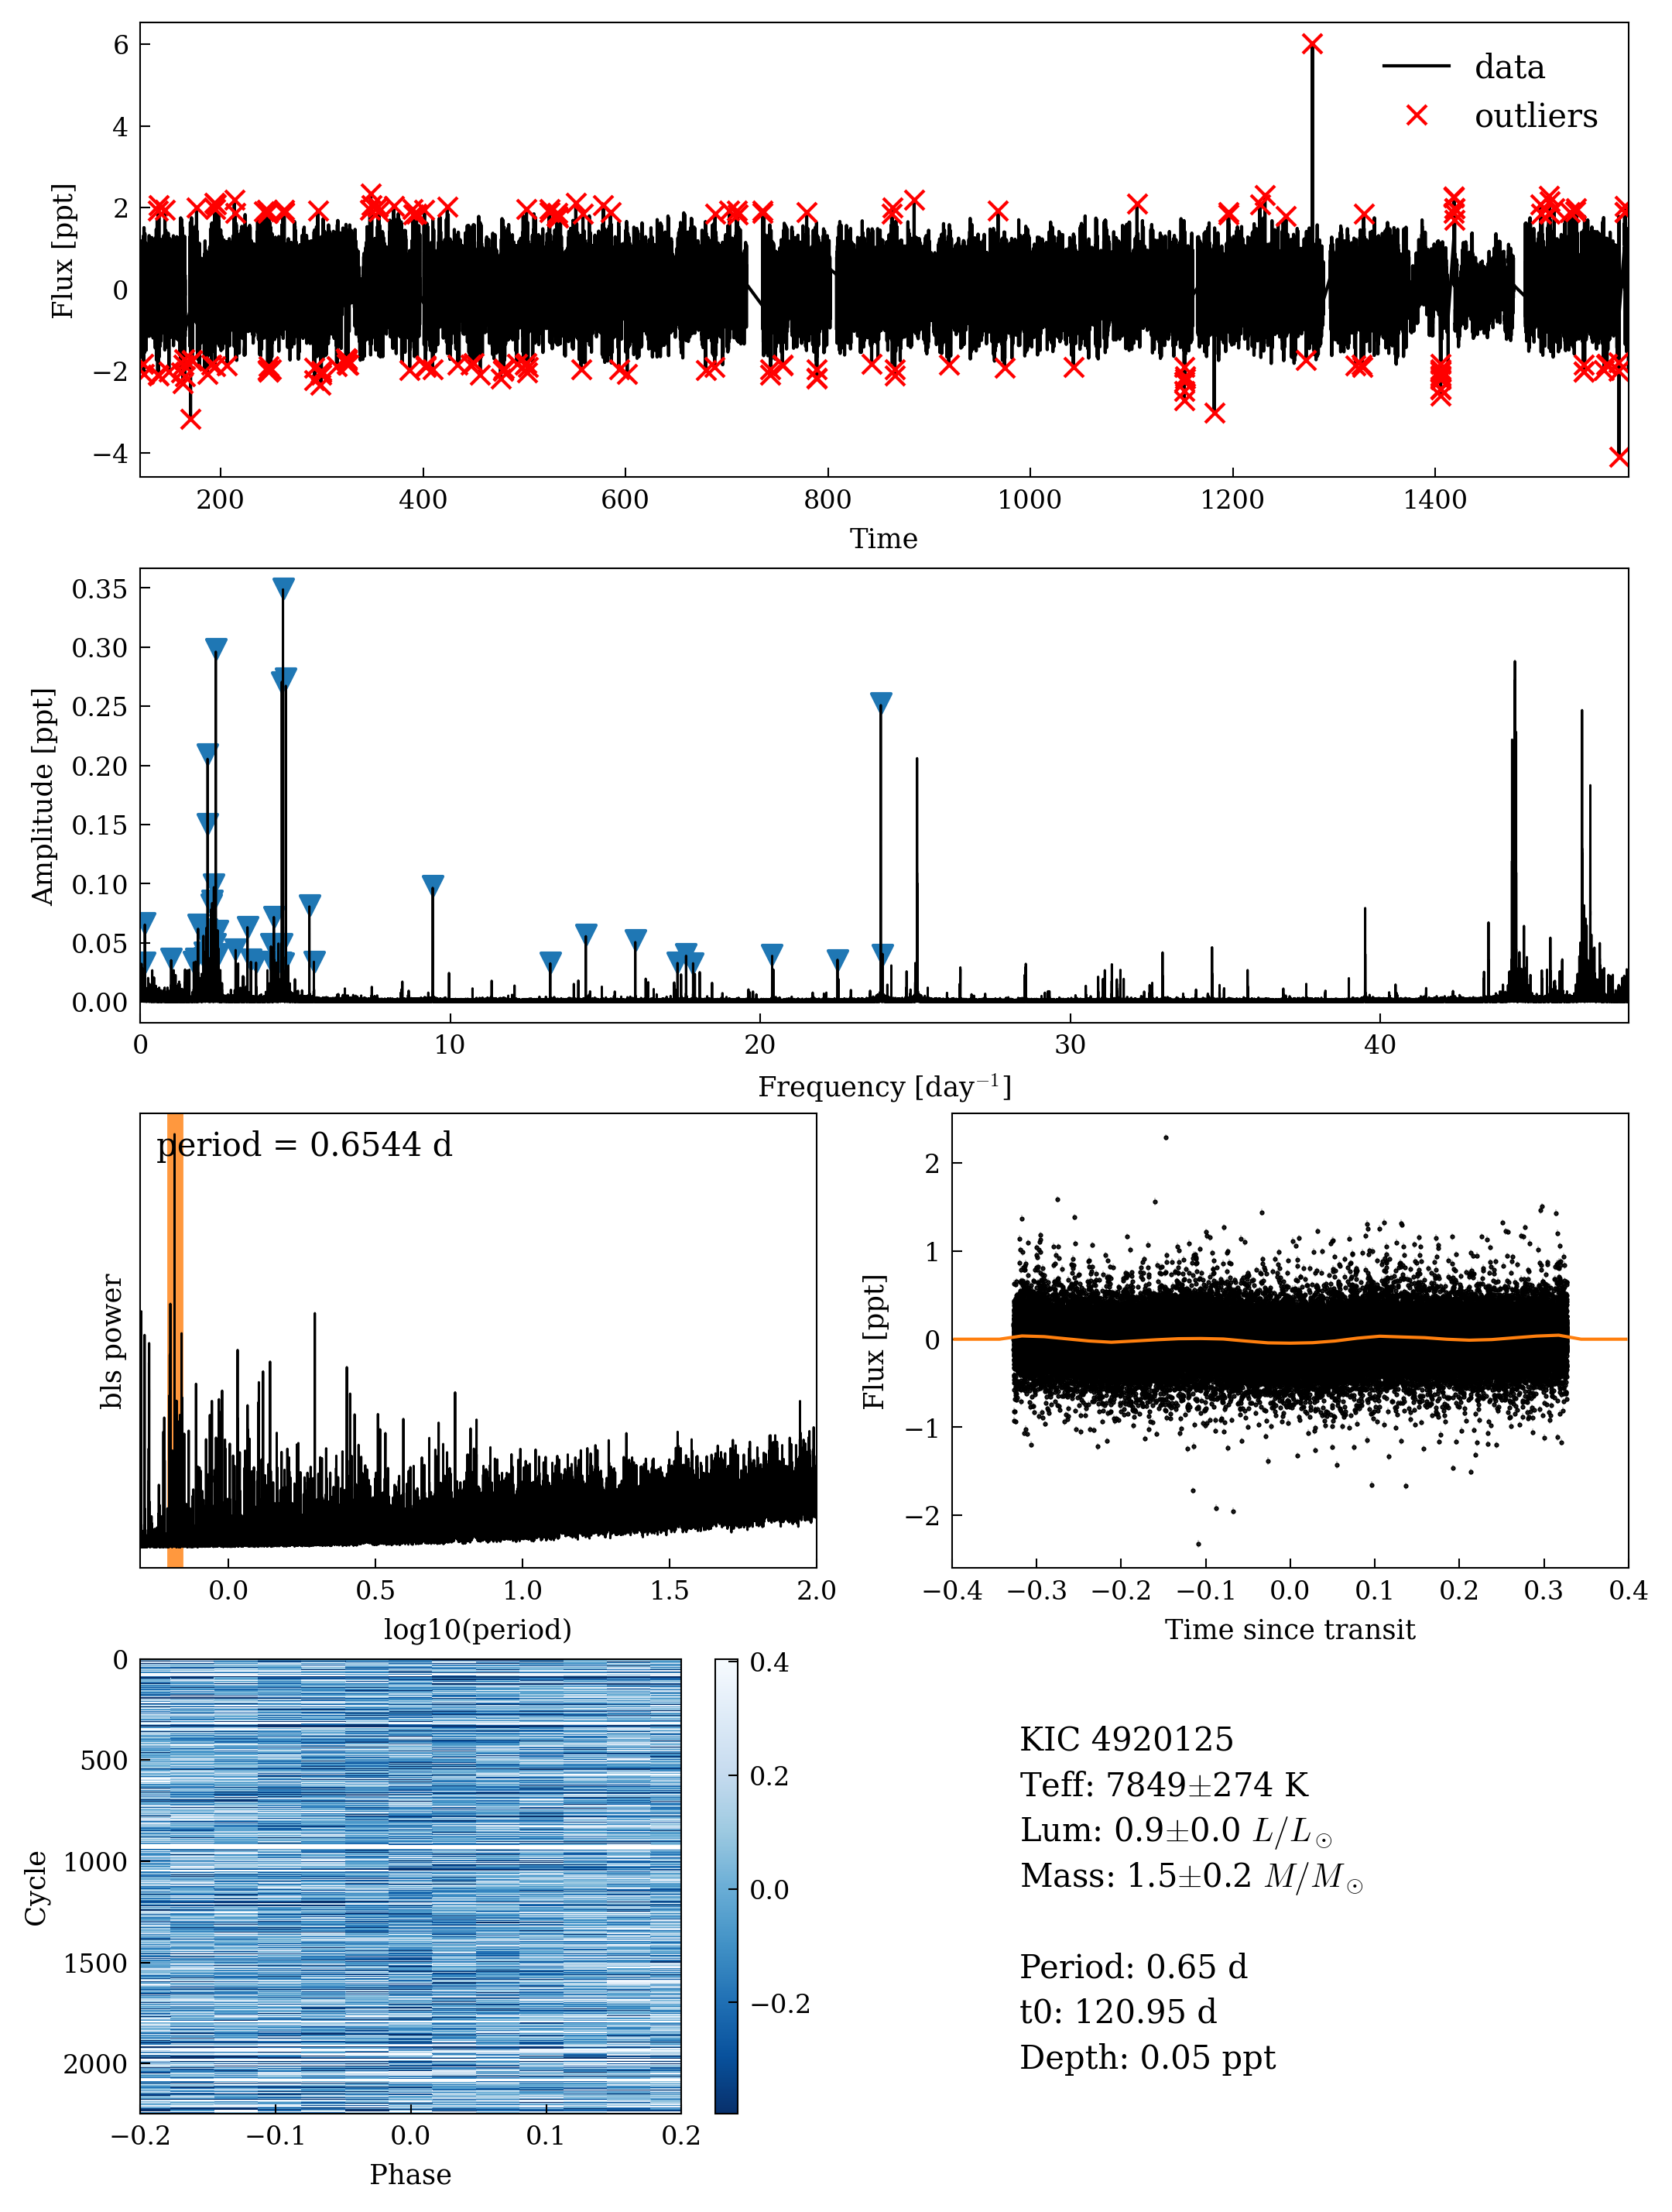 6
4
2
0
−2
−4
Flux [ppt]
data
outliers
200 400 600 800 1000 1200 1400
Time
0.35
0.30
0.25
0.20
0.15
0.10
0.05
0.00
Amplitude [ppt]
0 10 20 30 40
Frequency [day⁻¹]
period = 0.6544 d
bls power
0.0 0.5 1.0 1.5 2.0
log10(period)
2
1
0
−1
−2
Flux [ppt]
−0.4 −0.3 −0.2 −0.1 0.0 0.1 0.2 0.3 0.4
Time since transit
0
500
1000
1500
2000
Cycle
−0.2 −0.1 0.0 0.1 0.2
Phase
0.4
0.2
0.0
−0.2
KIC 4920125
Teff: 7849±274 K
Lum: 0.9±0.0 L/L⊙
Mass: 1.5±0.2 M/M⊙
Period: 0.65 d
t0: 120.95 d
Depth: 0.05 ppt